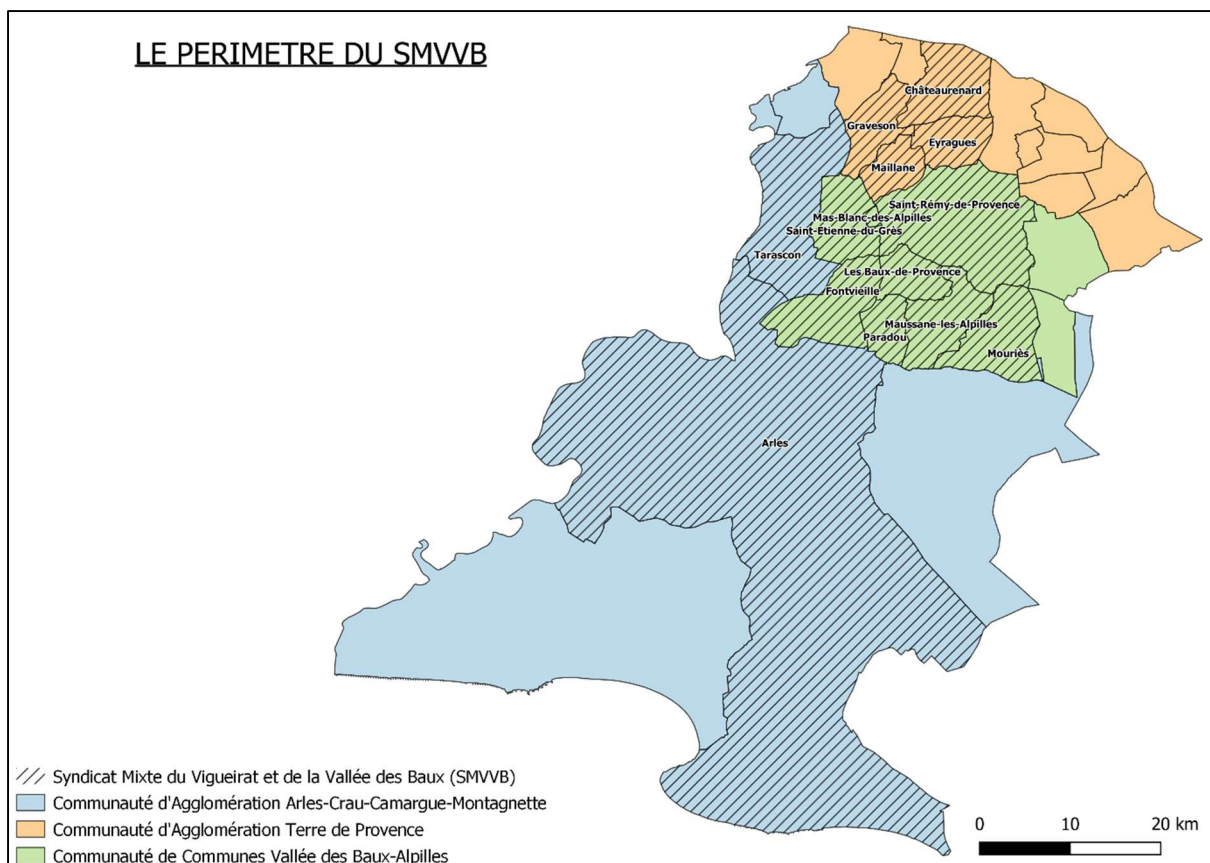 LE PERIMETRE DU SMVVB
Châteaurenard
Graveson
Eyragues
Maillane
Saint-Rémy-de-Provence
Mas-Blanc-des-Alpilles
Saint-Etienne-du-Grès
Tarascon
Les Baux-de-Provence
Fontvieille
Maussane-les-Alpilles
Paradou
Mouriès
Arles
Syndicat Mixte du Vigueirat et de la Vallée des Baux (SMVVB)
Communauté d'Agglomération Arles-Crau-Camargue-Montagnette
Communauté d'Agglomération Terre de Provence
Communauté de Communes Vallée des Baux-Alpilles
0 10 20 km